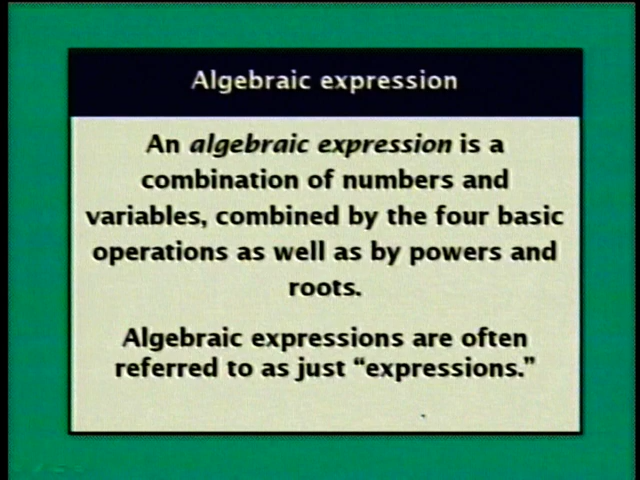 Algebraic expression
An algebraic expression is a
combination of numbers and
variables, combined by the four basic
operations as well as by powers and
roots.
Algebraic expressions are often
referred to as just “expressions.”